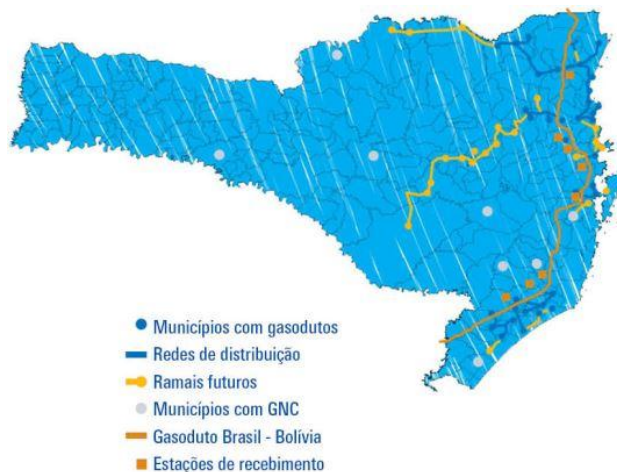 Municípios com gasodutos
Redes de distribuição
Ramais futuros
Municípios com GNC
Gasoduto Brasil - Bolívia
Estações de recebimento